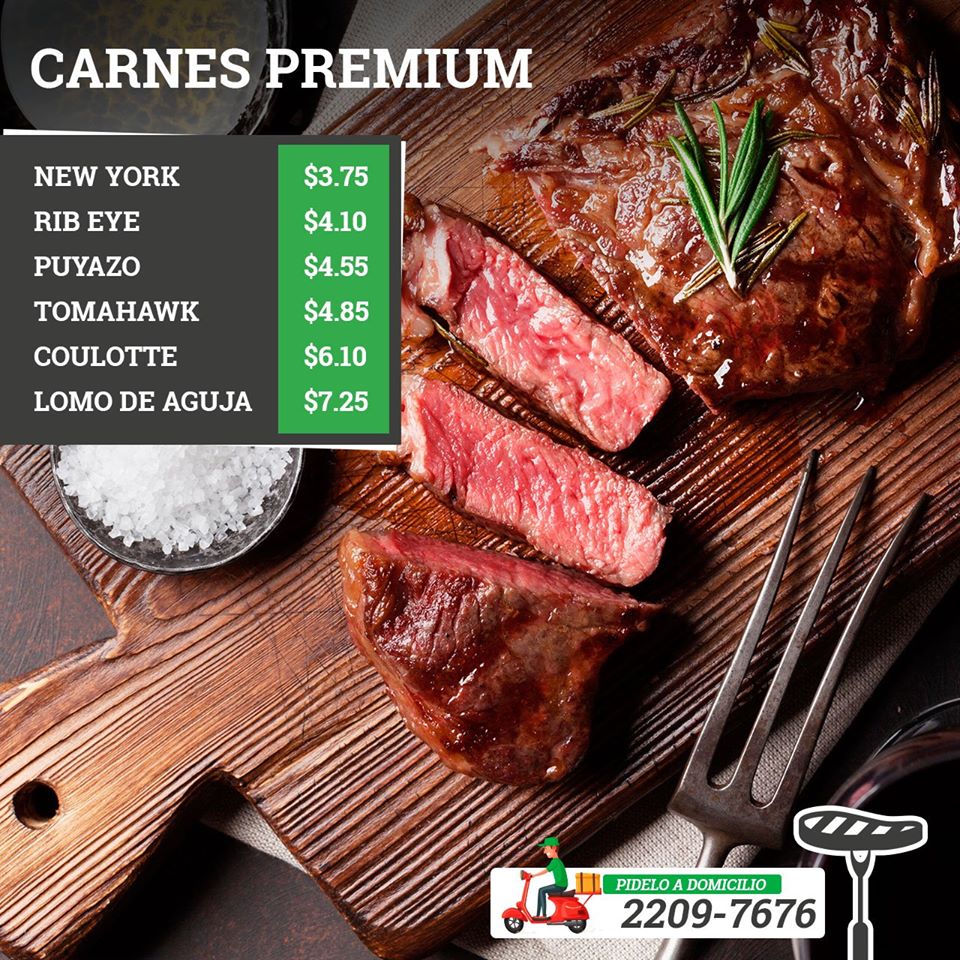 CARNES PREMIUM
NEW YORK $3.75
RIB EYE $4.10
PUYAZO $4.55
TOMAHAWK $4.85
COULOTTE $6.10
LOMO DE AGUJA $7.25
PIDELO A DOMICILIO
2209-7676